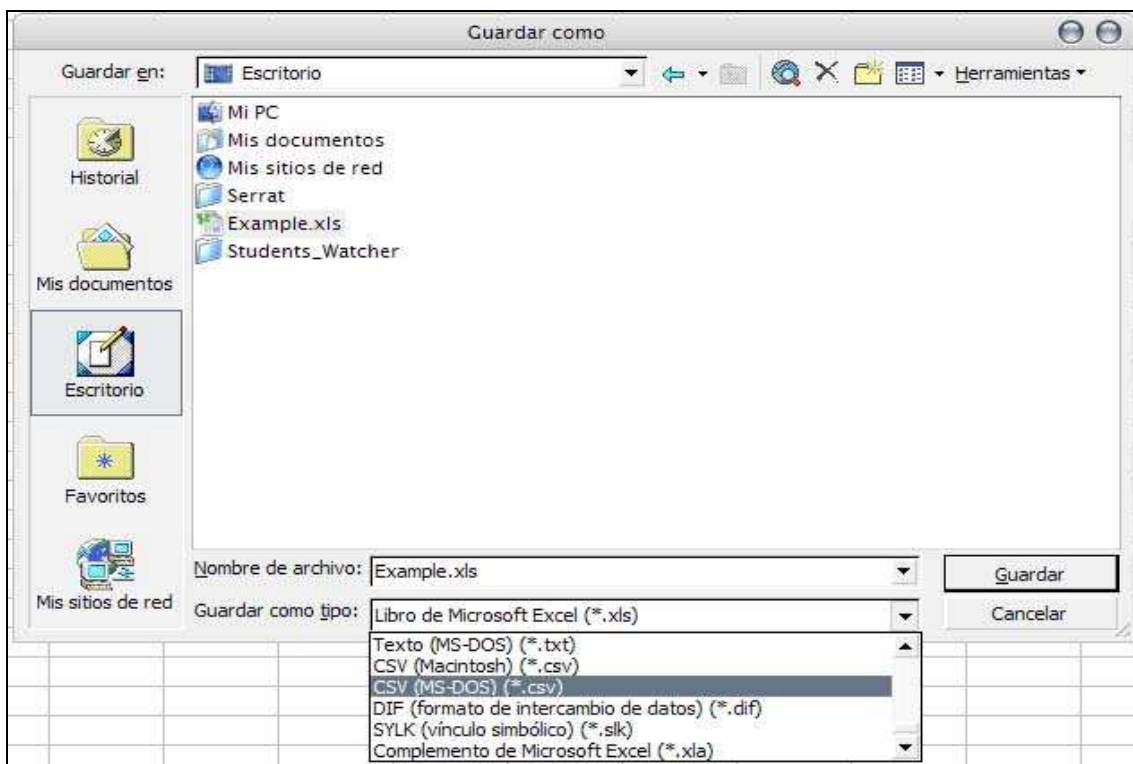 Guardar como
Guardar en:
Escritorio
Herramientas
Historial
Mis documentos
Escritorio
Favoritos
Mis sitios de red
Mi PC
Mis documentos
Mis sitios de red
Serrat
Example.xls
Students_Watcher
Nombre de archivo: Example.xls
Guardar
Guardar como tipo: Libro de Microsoft Excel (*.xls)
Cancelar
Texto (MS-DOS) (*.txt)
CSV (Macintosh) (*.csv)
CSV (MS-DOS) (*.csv)
DIF (formato de intercambio de datos) (*.dif)
SYLK (vínculo simbólico) (*.slk)
Complemento de Microsoft Excel (*.xla)